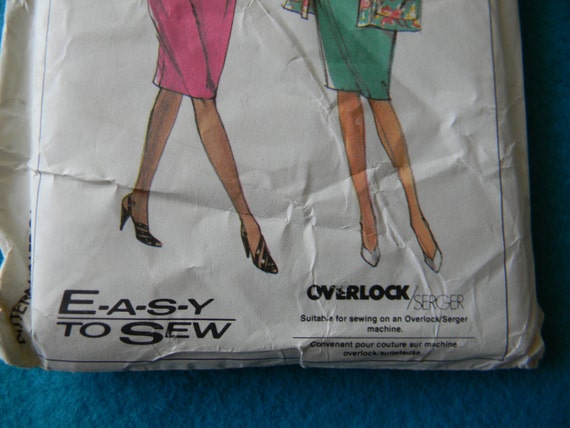 E-A-S-Y
TO SEW
OVERLOCK/SERGER
Suitable for sewing on an Overlock/Serger
machine.
Convenant pour couture sur machine
overlock/surjeteuse